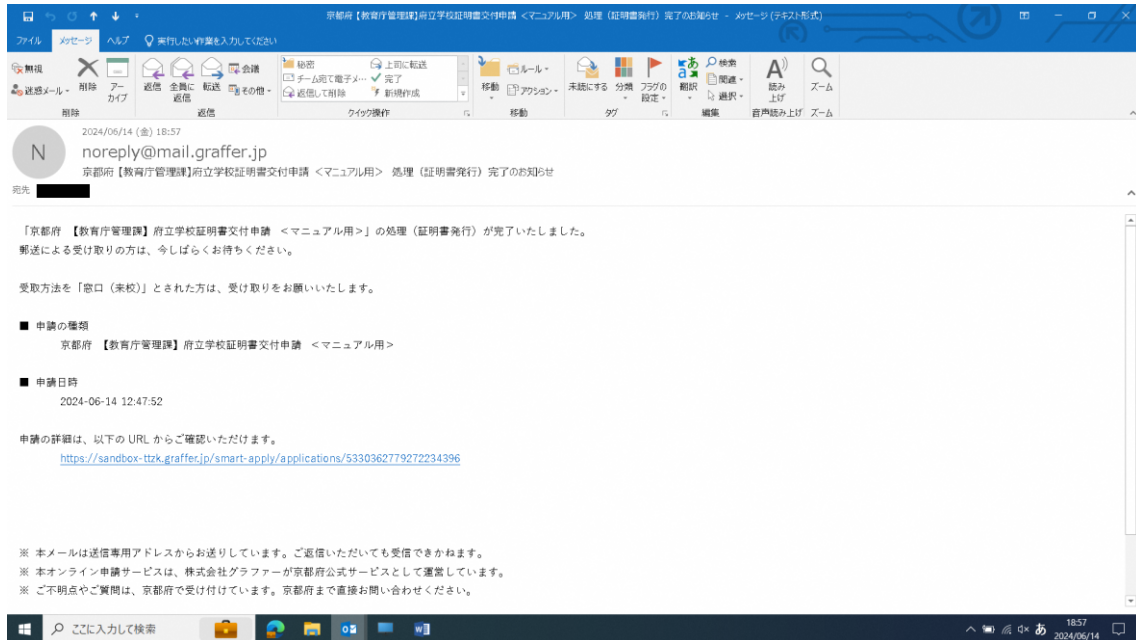 京都府【教育庁管理課】府立学校証明書交付申請 <マニュアル用> 処理（証明書発行）完了のお知らせ - メッセージ (テキスト形式)
ファイル メッセージ ヘルプ 実行したい作業を入力してください
無視
迷惑メール
削除
アーカイブ
返信
全員に返信
転送
会議
その他
秘密
チーム宛て電子メ…
返信して削除
上司に転送
完了
新規作成
移動
ルール
アクション
未読にする
分類
フラグの設定
翻訳
検索
関連
選択
読み上げ
ズーム
削除 返信 クイック操作 移動 タグ 編集 音声読み上げ ズーム
2024/06/14 (金) 18:57
N
noreply@mail.graffer.jp
京都府【教育庁管理課】府立学校証明書交付申請 <マニュアル用> 処理（証明書発行）完了のお知らせ
宛先
「京都府 【教育庁管理課】府立学校証明書交付申請 <マニュアル用>」の処理（証明書発行）が完了いたしました。
郵送による受け取りの方は、今しばらくお待ちください。
受取方法を「窓口（来校）」とされた方は、受け取りをお願いいたします。
■ 申請の種類
京都府 【教育庁管理課】府立学校証明書交付申請 <マニュアル用>
■ 申請日時
2024-06-14 12:47:52
申請の詳細は、以下の URL からご確認いただけます。
https://sandbox-ttzk.graffer.jp/smart-apply/applications/5330362779272234396
※ 本メールは送信専用アドレスからお送りしています。ご返信いただいても受信できかねます。
※ 本オンライン申請サービスは、株式会社グラファーが京都府公式サービスとして運営しています。
※ ご不明点やご質問は、京都府で受け付けています。京都府まで直接お問い合わせください。
ここに入力して検索
あ
18:57
2024/06/14